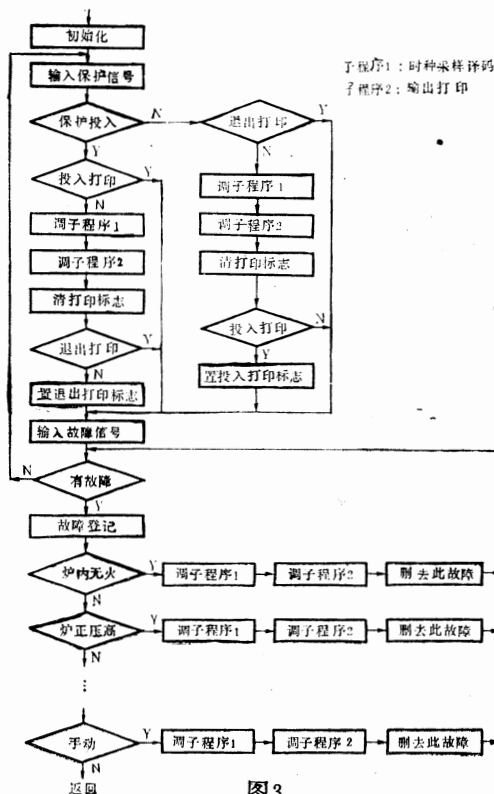 初始化
输入保护信号
子程序1：时种采样译码
子程序2：输出打印
保护投入
N
退出打印
Y
Y
N
投入打印
Y
N
调子程序1
调子程序1
调子程序2
调子程序2
清打印标志
清打印标志
退出打印
Y
N
投入打印
N
Y
置退出打印标志
置投入打印标志
输入故障信号
有故障
N
Y
故障登记
炉内无火
Y
调子程序1
调子程序2
删去此故障
N
炉正压高
Y
调子程序1
调子程序2
删去此故障
N
⋮
手动
Y
调子程序1
调子程序2
删去此故障
N
返回
图3